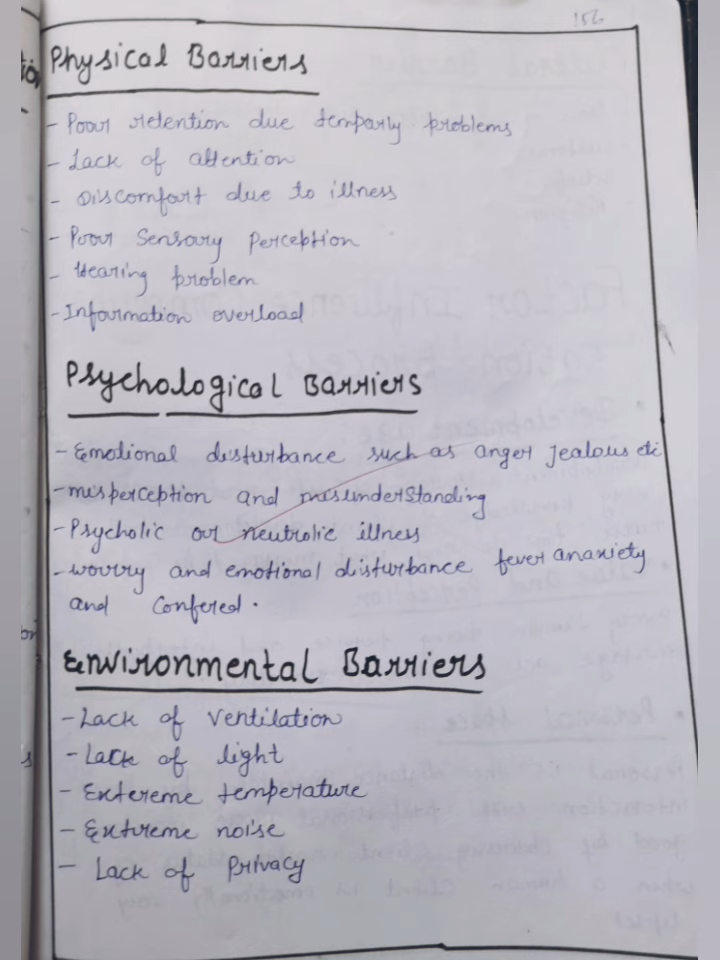 156
Physical Barriers
- Poor retention due temparly problems
- Lack of attention
- Discomfort due to illness
- Poor Sensory Perception
- Hearing problem
- Information overload
Psychological Barriers
- Emotional disturbance such as anger jealous etc
- misperception and misunderstanding
- Psycholic or neutrolic illness
- worry and emotional disturbance fever ananxiety
and Confered.
Environmental Barriers
- Lack of ventilation
- Lack of light
- Extereme temperature
- Extreme noise
- Lack of Privacy